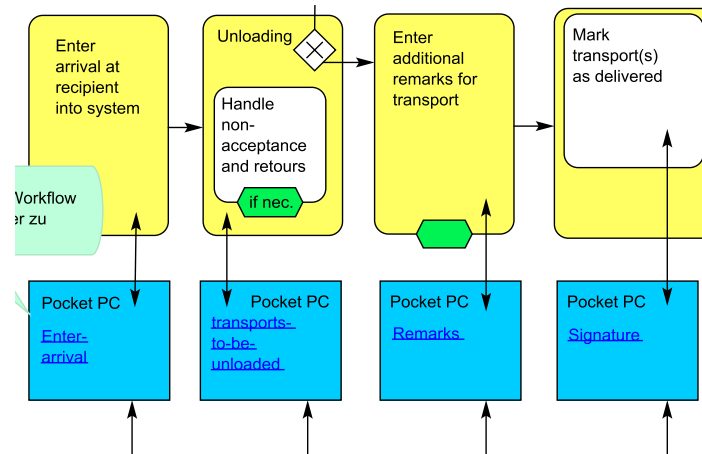 Enter
arrival at
recipient
into system
Unloading
Handle
non-
acceptance
and retours
if nec.
Enter
additional
remarks for
transport
Mark
transport(s)
as delivered
Workflow
er zu
Pocket PC
Enter-
arrival
Pocket PC
transports-
to-be-
unloaded
Pocket PC
Remarks
Pocket PC
Signature